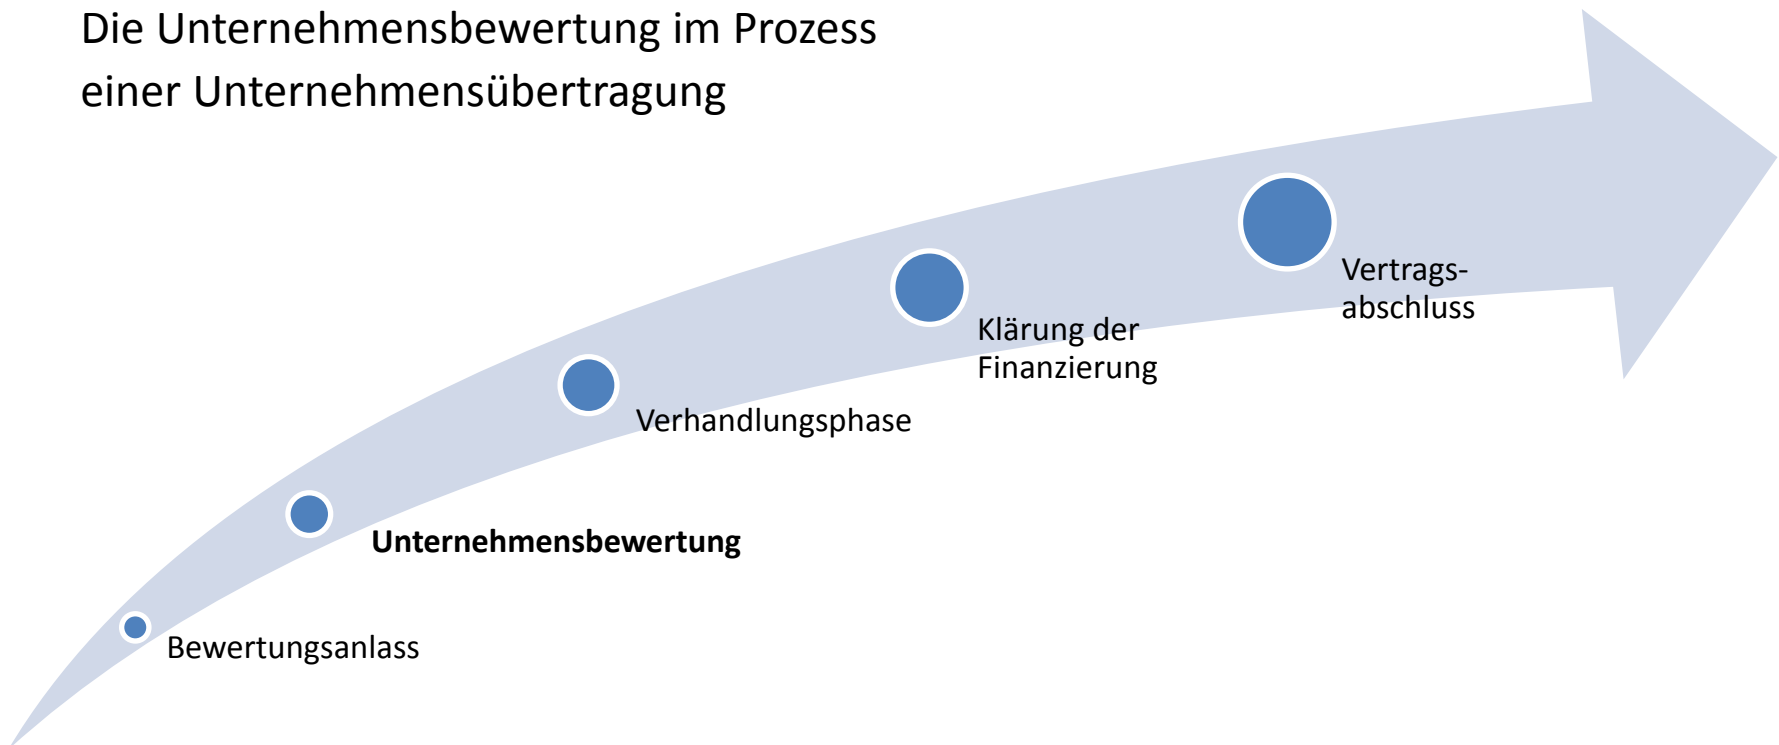 Die Unternehmensbewertung im Prozess
einer Unternehmensübertragung
Vertrags-
abschluss
Klärung der
Finanzierung
Verhandlungsphase
Unternehmensbewertung
Bewertungsanlass